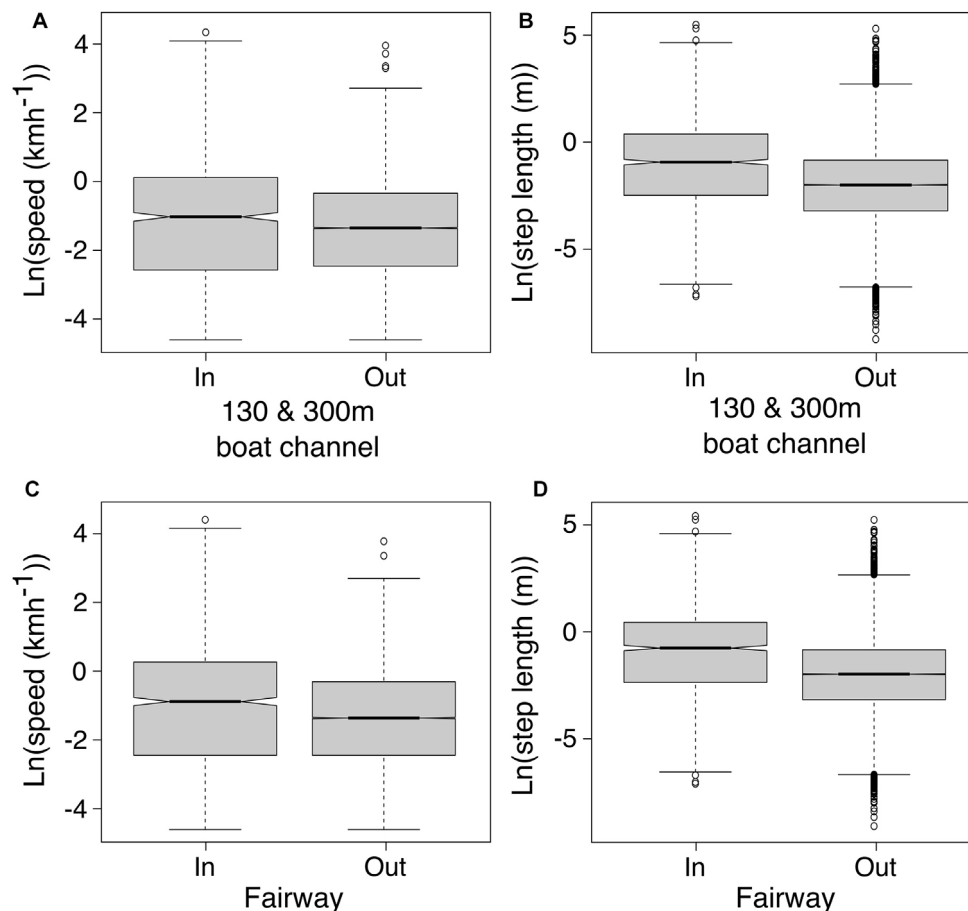 A
Ln(speed (kmh⁻¹))
4
2
0
-2
-4
In
Out
130 & 300m
boat channel
B
Ln(step length (m))
5
0
-5
In
Out
130 & 300m
boat channel
C
Ln(speed (kmh⁻¹))
4
2
0
-2
-4
In
Out
Fairway
D
Ln(step length (m))
5
0
-5
In
Out
Fairway